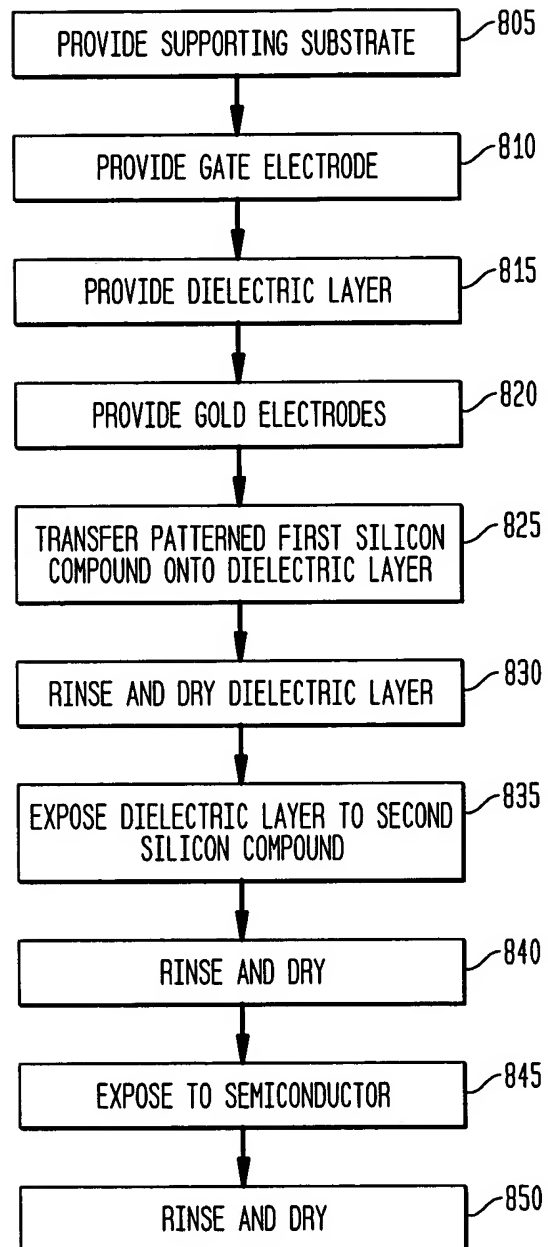 PROVIDE SUPPORTING SUBSTRATE
805
PROVIDE GATE ELECTRODE
810
PROVIDE DIELECTRIC LAYER
815
PROVIDE GOLD ELECTRODES
820
TRANSFER PATTERNED FIRST SILICON
COMPOUND ONTO DIELECTRIC LAYER
825
RINSE AND DRY DIELECTRIC LAYER
830
EXPOSE DIELECTRIC LAYER TO SECOND
SILICON COMPOUND
835
RINSE AND DRY
840
EXPOSE TO SEMICONDUCTOR
845
RINSE AND DRY
850